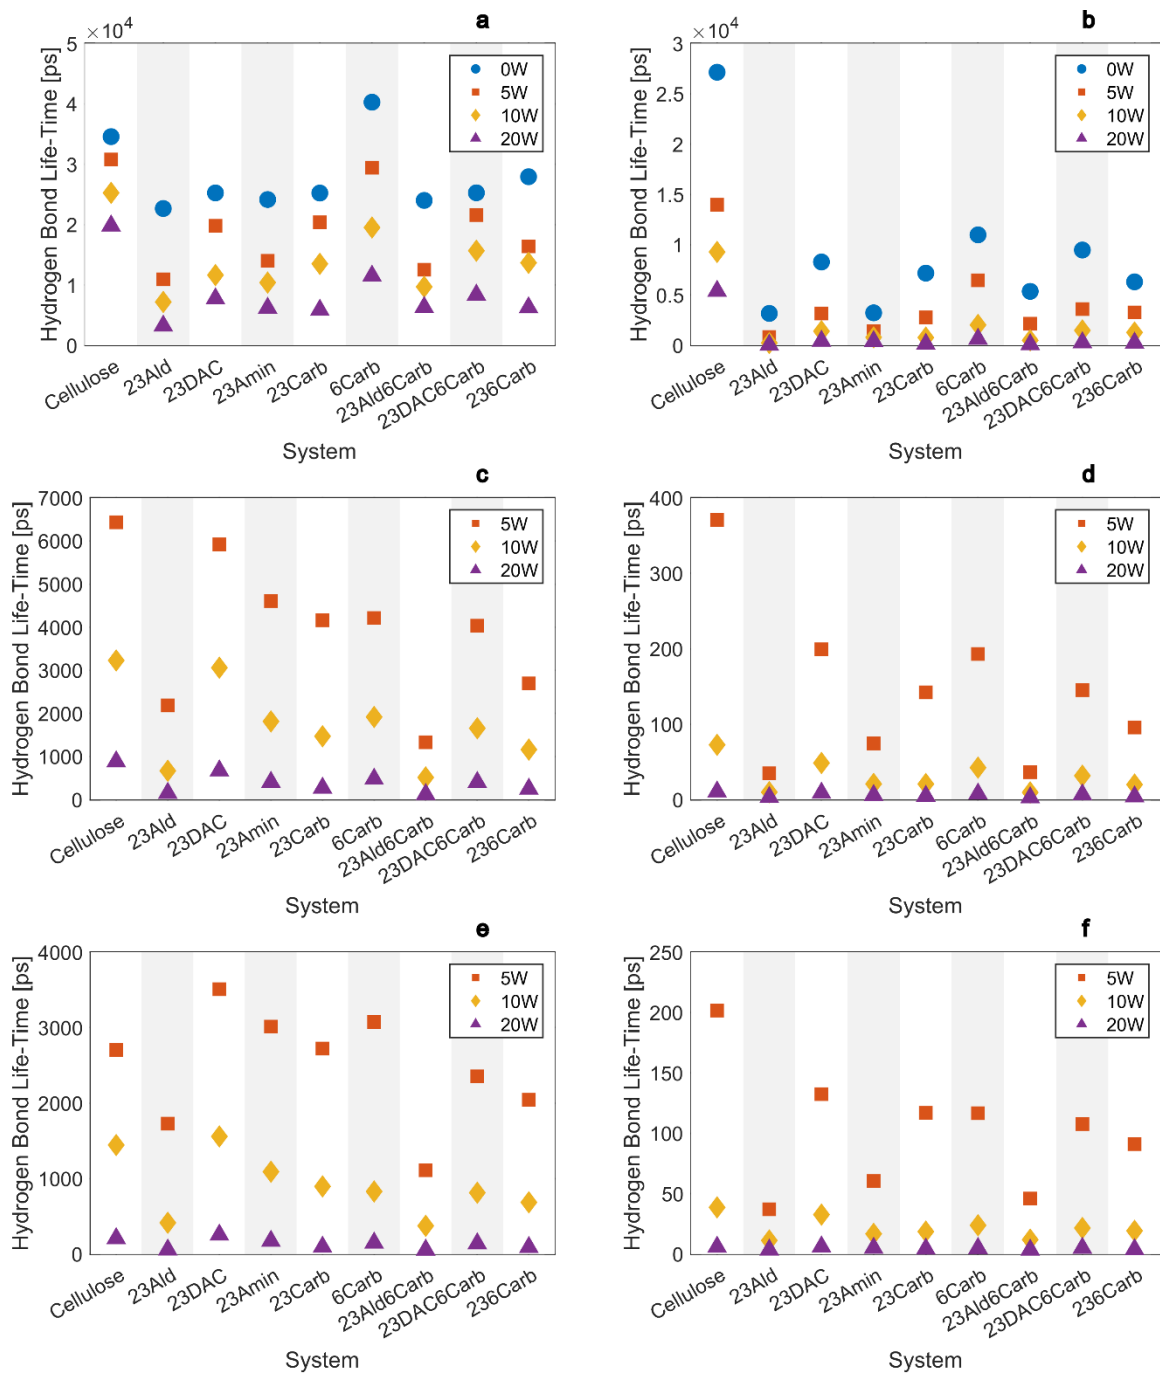 a
×10⁴
Hydrogen Bond Life-Time [ps]
5
4
3
2
1
0
0W
5W
10W
20W
Cellulose
23Ald
23DAC
23Amin
23Carb
6Carb
23Ald6Carb
23DAC6Carb
236Carb
System
b
×10⁴
Hydrogen Bond Life-Time [ps]
3
2.5
2
1.5
1
0.5
0
0W
5W
10W
20W
Cellulose
23Ald
23DAC
23Amin
23Carb
6Carb
23Ald6Carb
23DAC6Carb
236Carb
System
c
Hydrogen Bond Life-Time [ps]
7000
6000
5000
4000
3000
2000
1000
0
5W
10W
20W
Cellulose
23Ald
23DAC
23Amin
23Carb
6Carb
23Ald6Carb
23DAC6Carb
236Carb
System
d
Hydrogen Bond Life-Time [ps]
400
300
200
100
0
5W
10W
20W
Cellulose
23Ald
23DAC
23Amin
23Carb
6Carb
23Ald6Carb
23DAC6Carb
236Carb
System
e
Hydrogen Bond Life-Time [ps]
4000
3000
2000
1000
0
5W
10W
20W
Cellulose
23Ald
23DAC
23Amin
23Carb
6Carb
23Ald6Carb
23DAC6Carb
236Carb
System
f
Hydrogen Bond Life-Time [ps]
250
200
150
100
50
0
5W
10W
20W
Cellulose
23Ald
23DAC
23Amin
23Carb
6Carb
23Ald6Carb
23DAC6Carb
236Carb
System